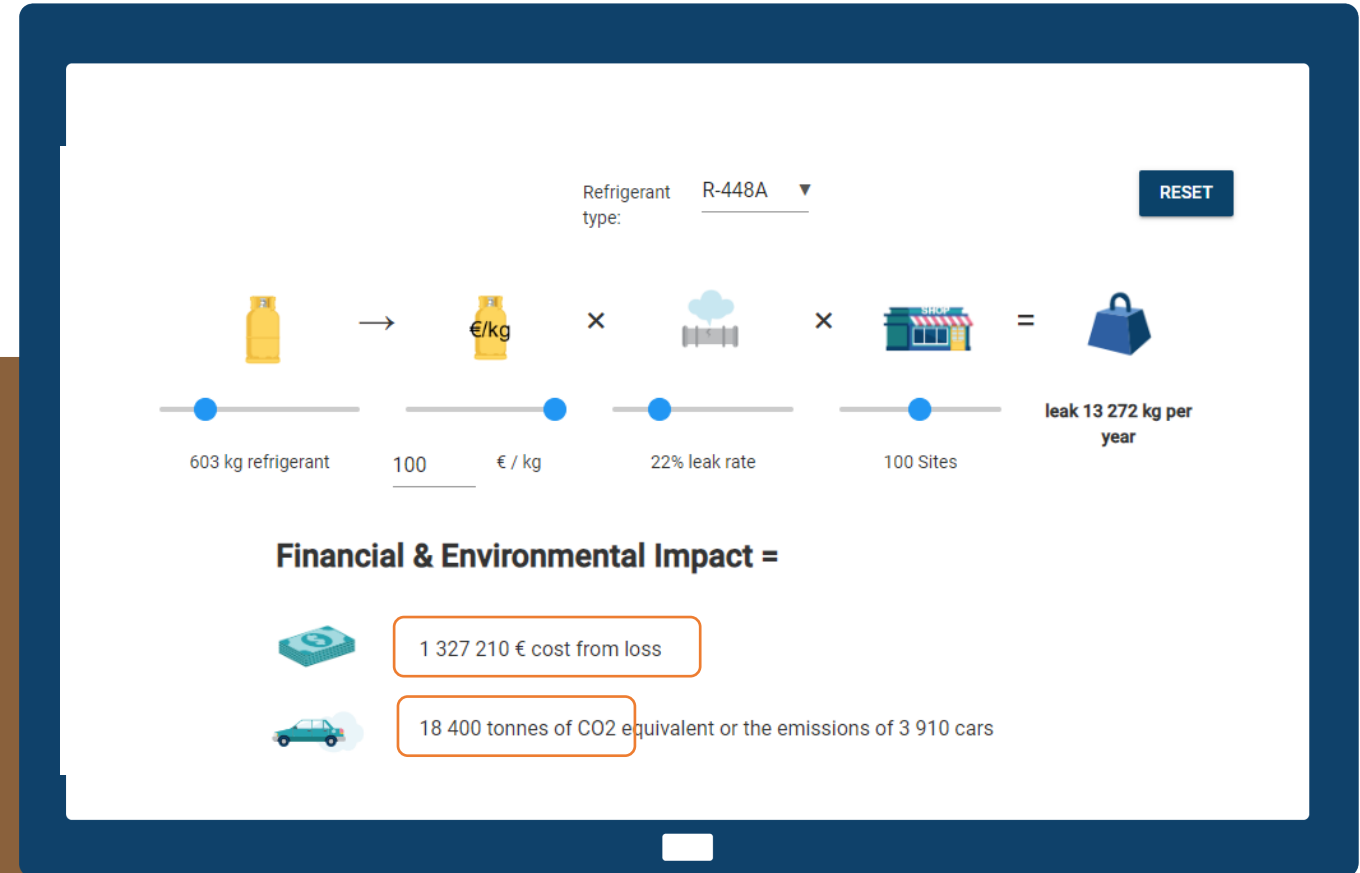 Refrigerant type:
R-448A ▼
RESET
€/kg
×
SHOP
×
=
→
603 kg refrigerant
100 € / kg
22% leak rate
100 Sites
leak 13 272 kg per
year
Financial & Environmental Impact =
1 327 210 € cost from loss
18 400 tonnes of CO2 equivalent or the emissions of 3 910 cars